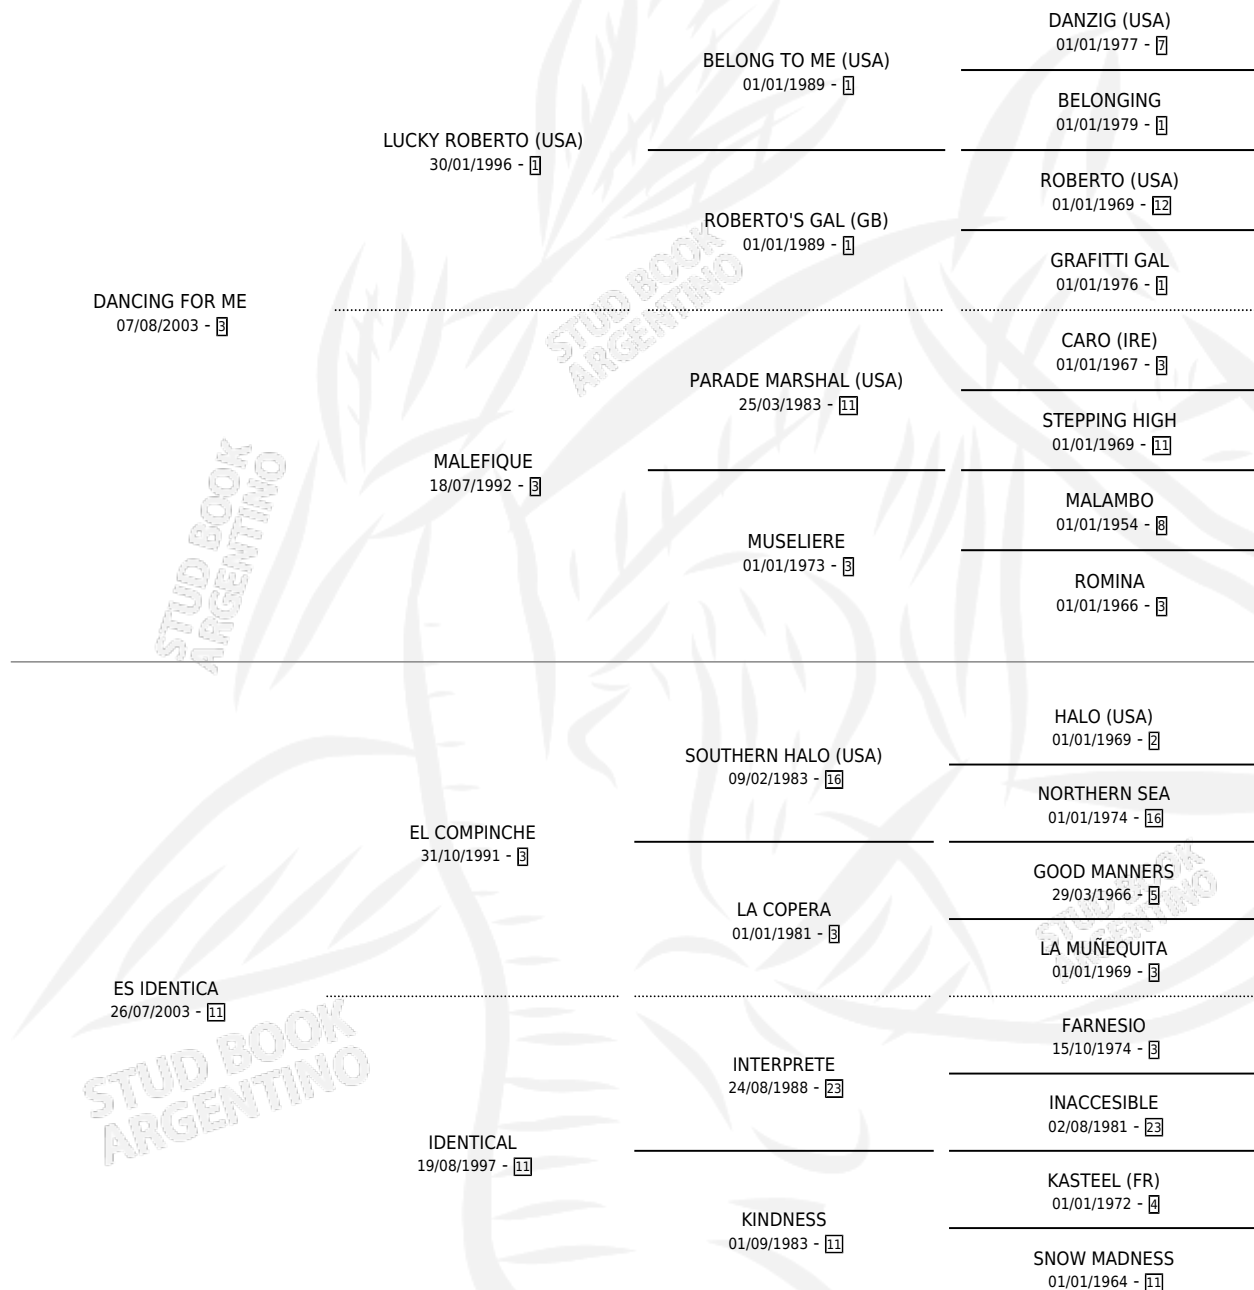 DANZIG (USA)
01/01/1977 - 7
BELONG TO ME (USA)
01/01/1989 - 1
BELONGING
01/01/1979 - 1
LUCKY ROBERTO (USA)
30/01/1996 - 1
ROBERTO (USA)
01/01/1969 - 12
ROBERTO'S GAL (GB)
01/01/1989 - 1
GRAFITTI GAL
01/01/1976 - 1
DANCING FOR ME
07/08/2003 - 3
CARO (IRE)
01/01/1967 - 3
PARADE MARSHAL (USA)
25/03/1983 - 11
STEPPING HIGH
01/01/1969 - 11
MALEFIQUE
18/07/1992 - 3
MALAMBO
01/01/1954 - 8
MUSELIERE
01/01/1973 - 3
ROMINA
01/01/1966 - 3
HALO (USA)
01/01/1969 - 2
SOUTHERN HALO (USA)
09/02/1983 - 16
NORTHERN SEA
01/01/1974 - 16
EL COMPINCHE
31/10/1991 - 3
GOOD MANNERS
29/03/1966 - 5
LA COPERA
01/01/1981 - 3
LA MUÑEQUITA
01/01/1969 - 3
ES IDENTICA
26/07/2003 - 11
FARNESIO
15/10/1974 - 3
INTERPRETE
24/08/1988 - 23
INACCESIBLE
02/08/1981 - 23
IDENTICAL
19/08/1997 - 11
KASTEEL (FR)
01/01/1972 - 4
KINDNESS
01/09/1983 - 11
SNOW MADNESS
01/01/1964 - 11
STUD BOOK
ARGENTINO
STUD BOOK
ARGENTINO
STUD BOOK
ARGENTINO
STUD BOOK
ARGENTINO